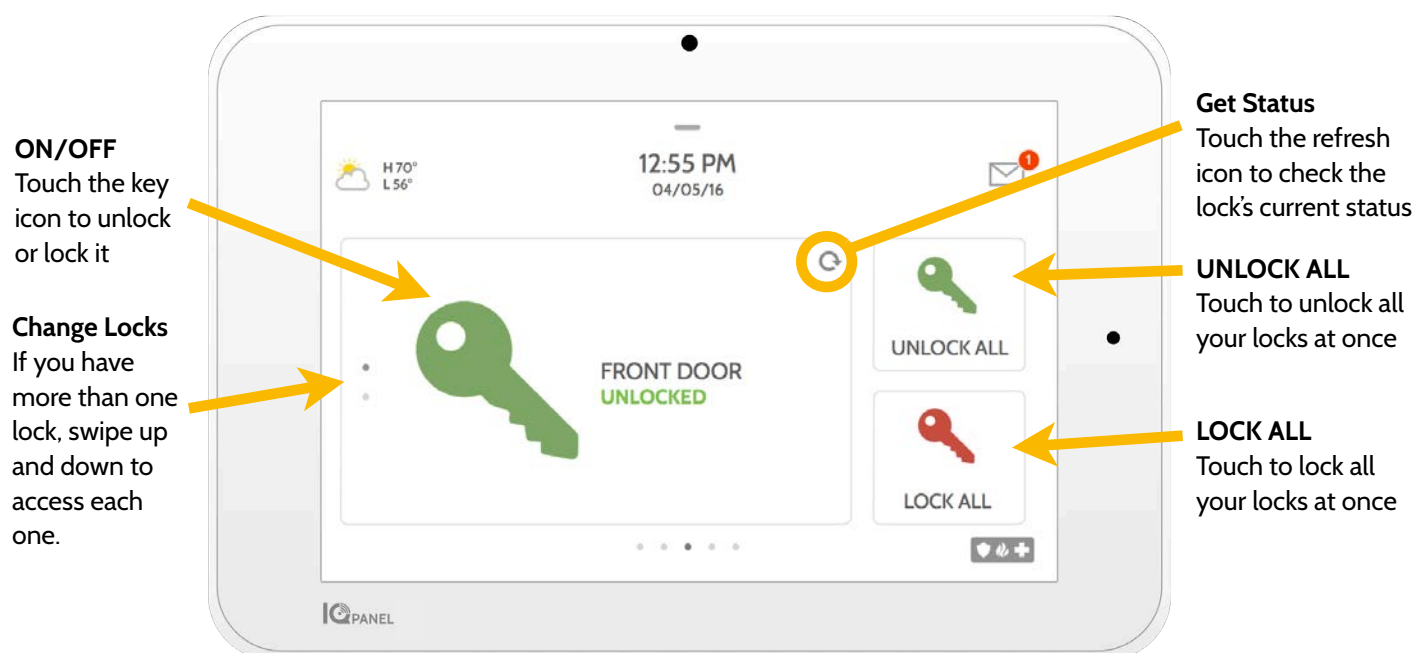 ON/OFF
Touch the key
icon to unlock
or lock it
Change Locks
If you have
more than one
lock, swipe up
and down to
access each
one.
H 70°
L 56°
12:55 PM
04/05/16
1
FRONT DOOR
UNLOCKED
UNLOCK ALL
LOCK ALL
IQ PANEL
Get Status
Touch the refresh
icon to check the
lock's current status
UNLOCK ALL
Touch to unlock all
your locks at once
LOCK ALL
Touch to lock all
your locks at once